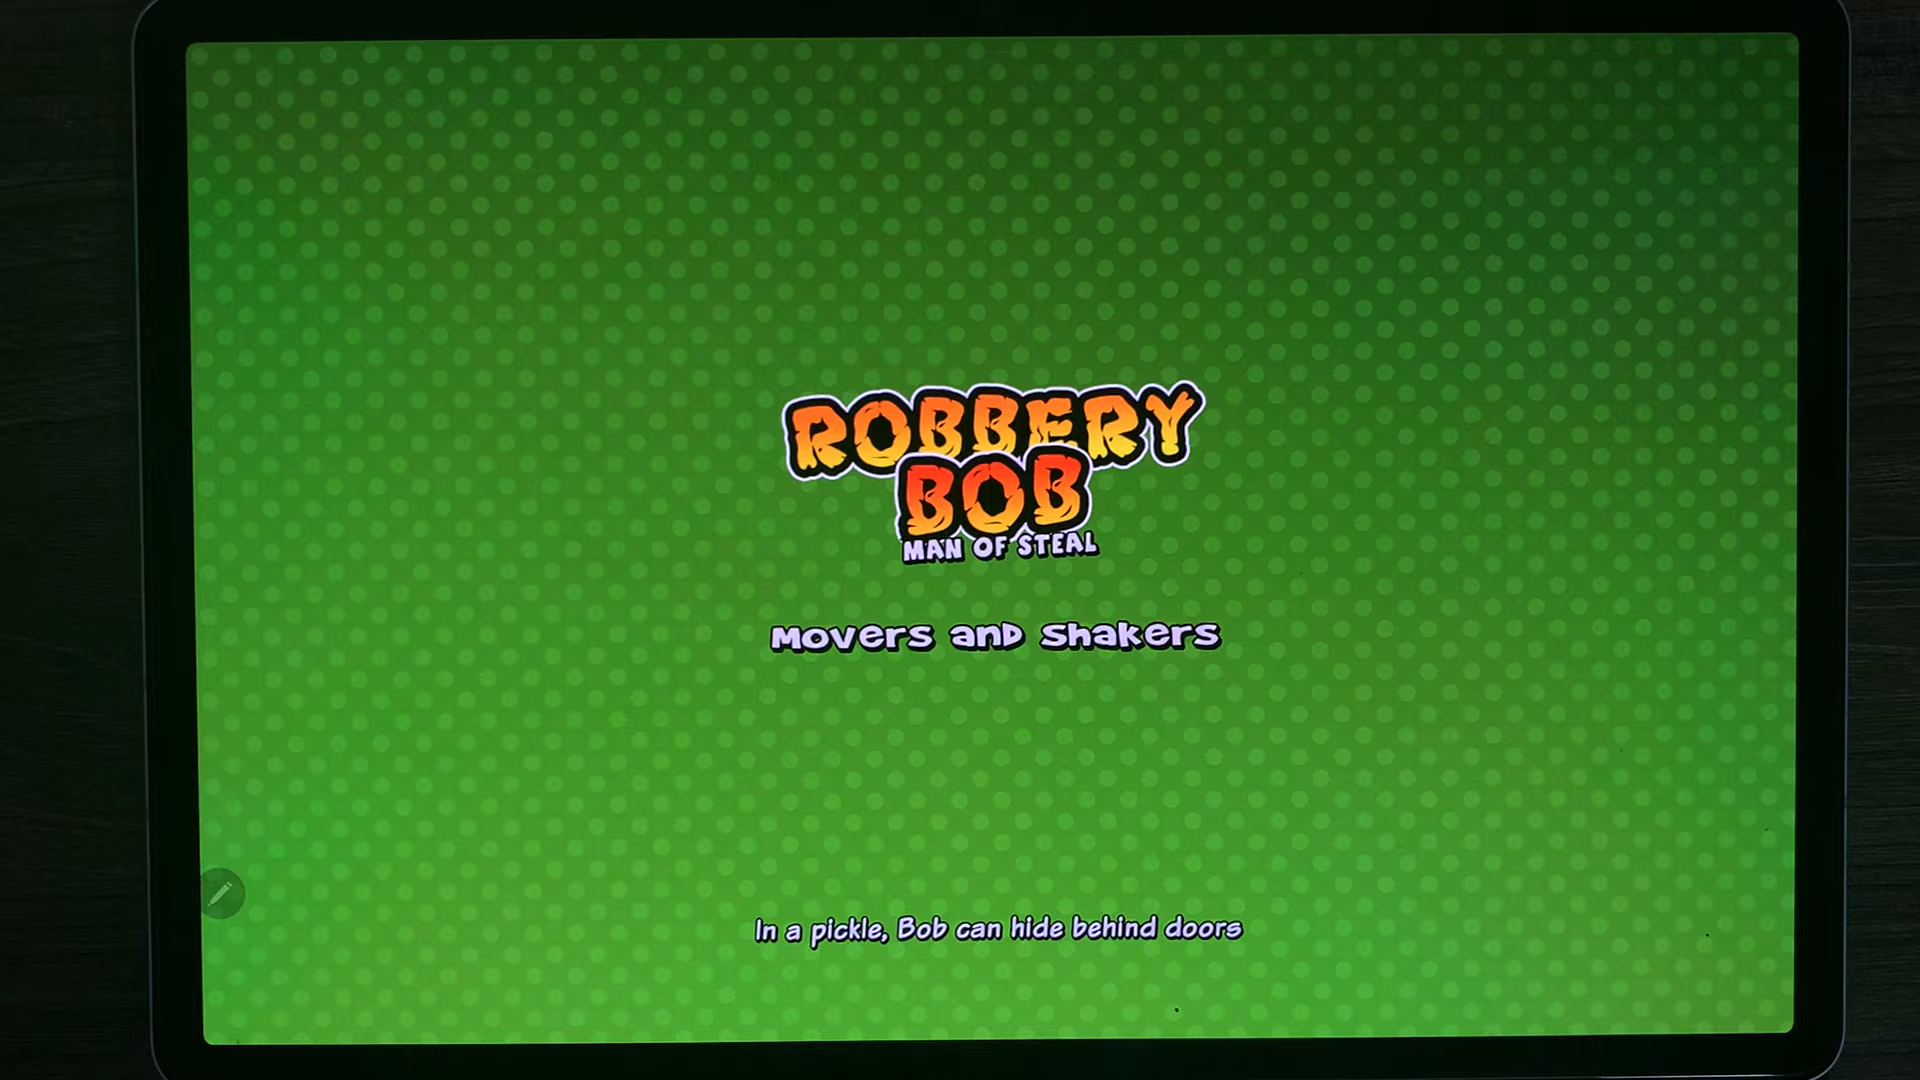 ROBBERY
BOB
MAN OF STEAL
Movers and Shakers
In a pickle, Bob can hide behind doors